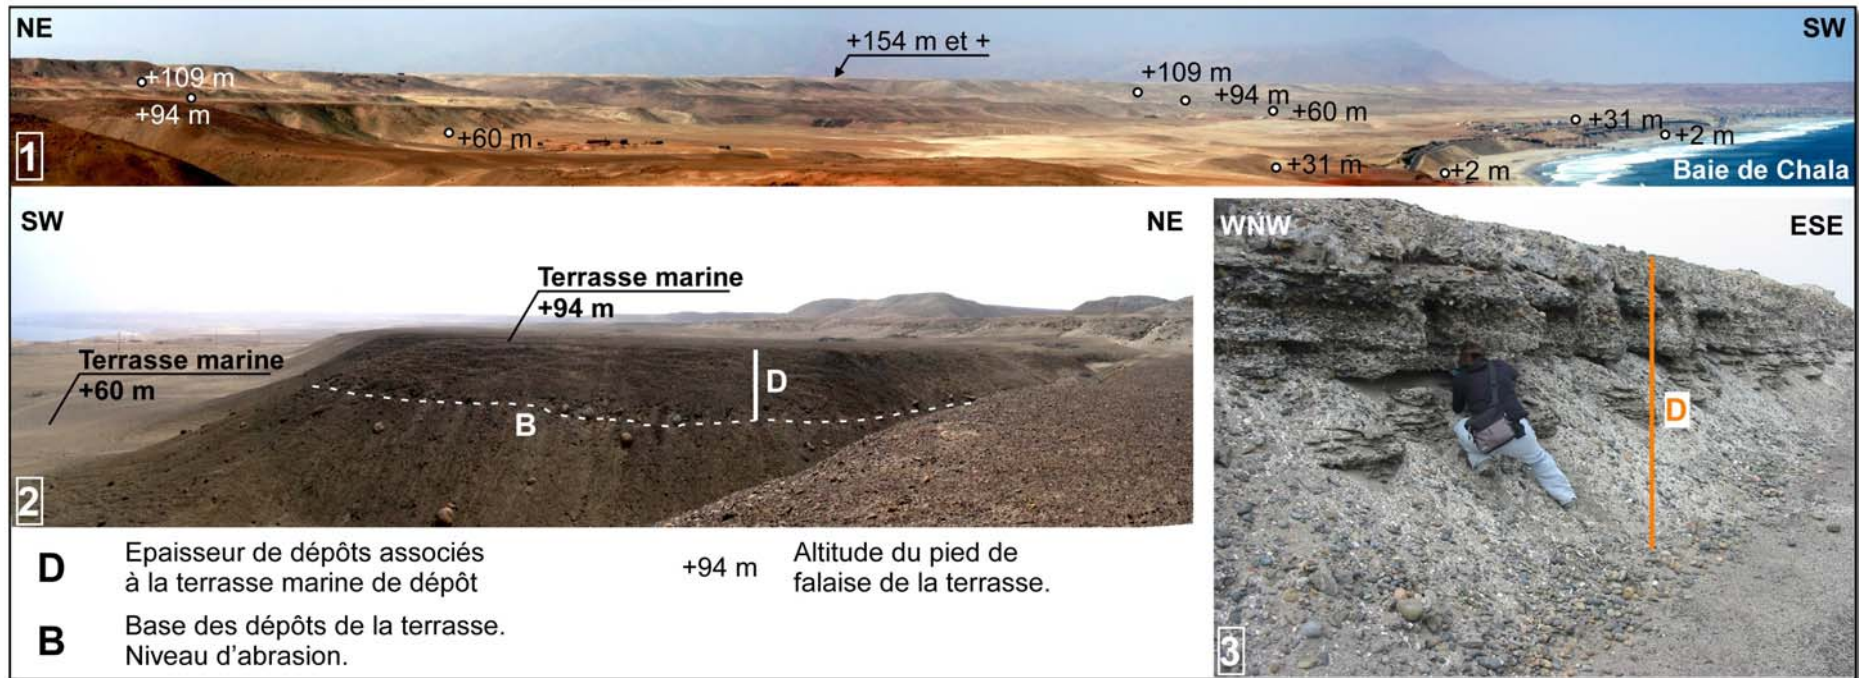 NE
SW
+154 m et +
+109 m
+94 m
+60 m
+109 m
+94 m
+60 m
+31 m
+2 m
+31 m
+2 m
1
Baie de Chala
SW
NE
Terrasse marine
+94 m
Terrasse marine
+60 m
D
B
2
WNW
ESE
D
3
D
Epaisseur de dépôts associés
à la terrasse marine de dépôt
+94 m
Altitude du pied de
falaise de la terrasse.
B
Base des dépôts de la terrasse.
Niveau d'abrasion.